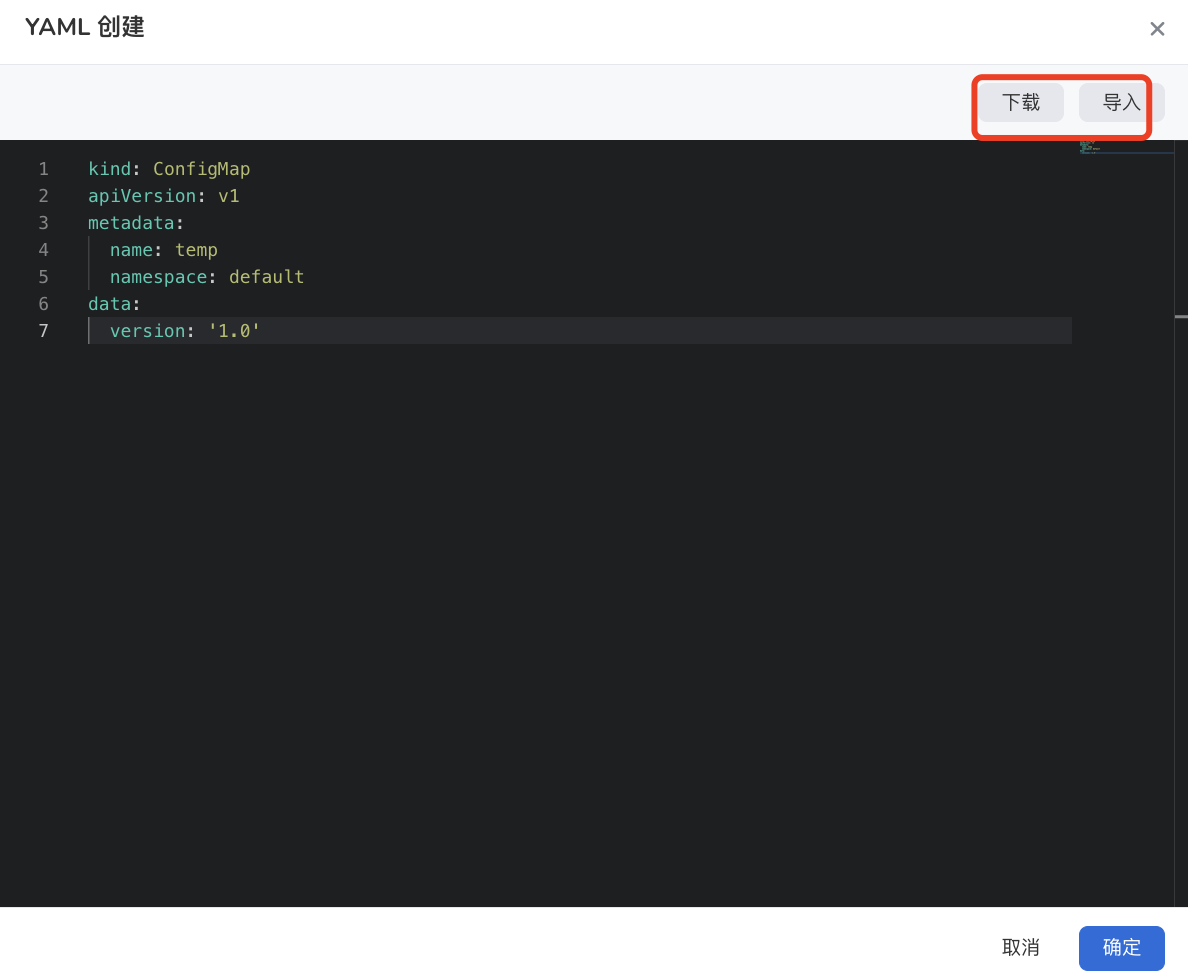 YAML 创建
下载 导入
1 kind: ConfigMap
2 apiVersion: v1
3 metadata:
4   name: temp
5   namespace: default
6 data:
7   version: '1.0'
取消 确定